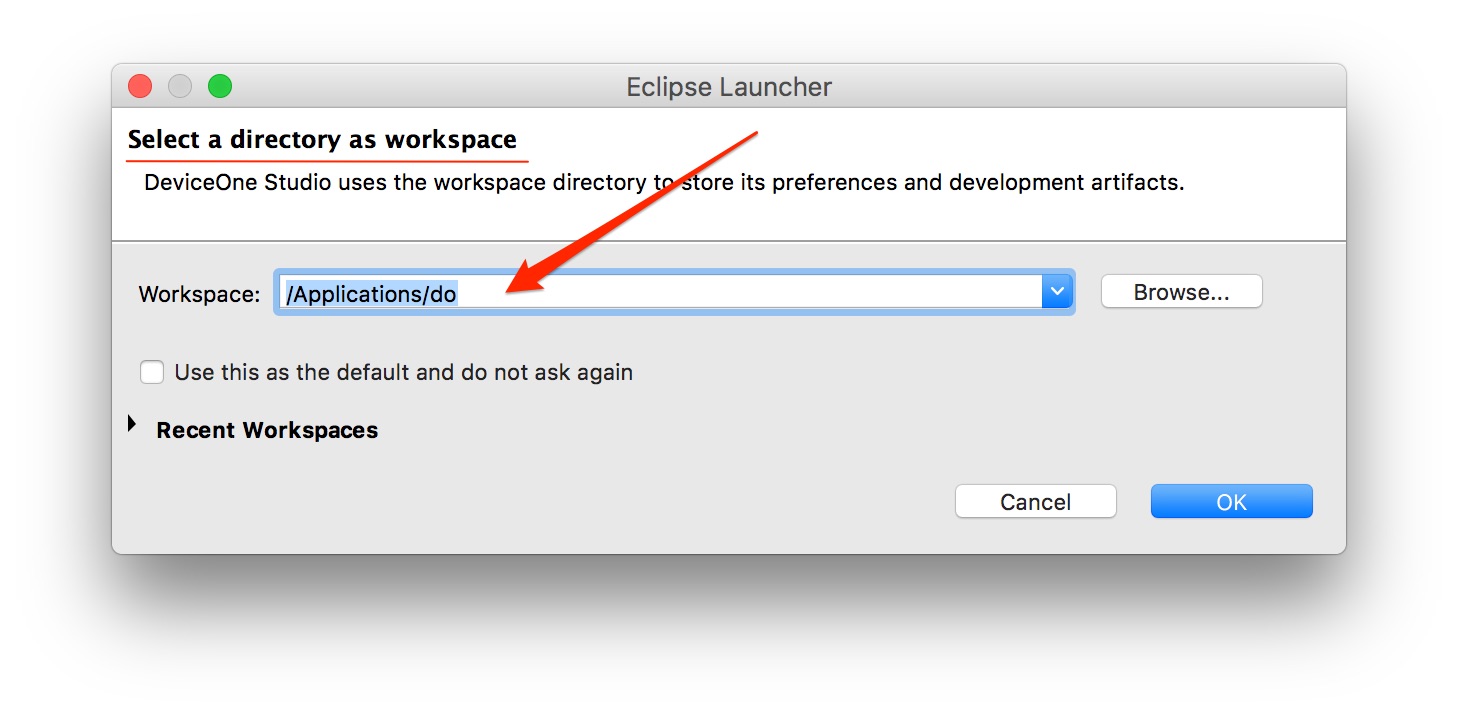 Eclipse Launcher
Select a directory as workspace
DeviceOne Studio uses the workspace directory to store its preferences and development artifacts.
Workspace: /Applications/do Browse...
Use this as the default and do not ask again
Recent Workspaces
Cancel OK